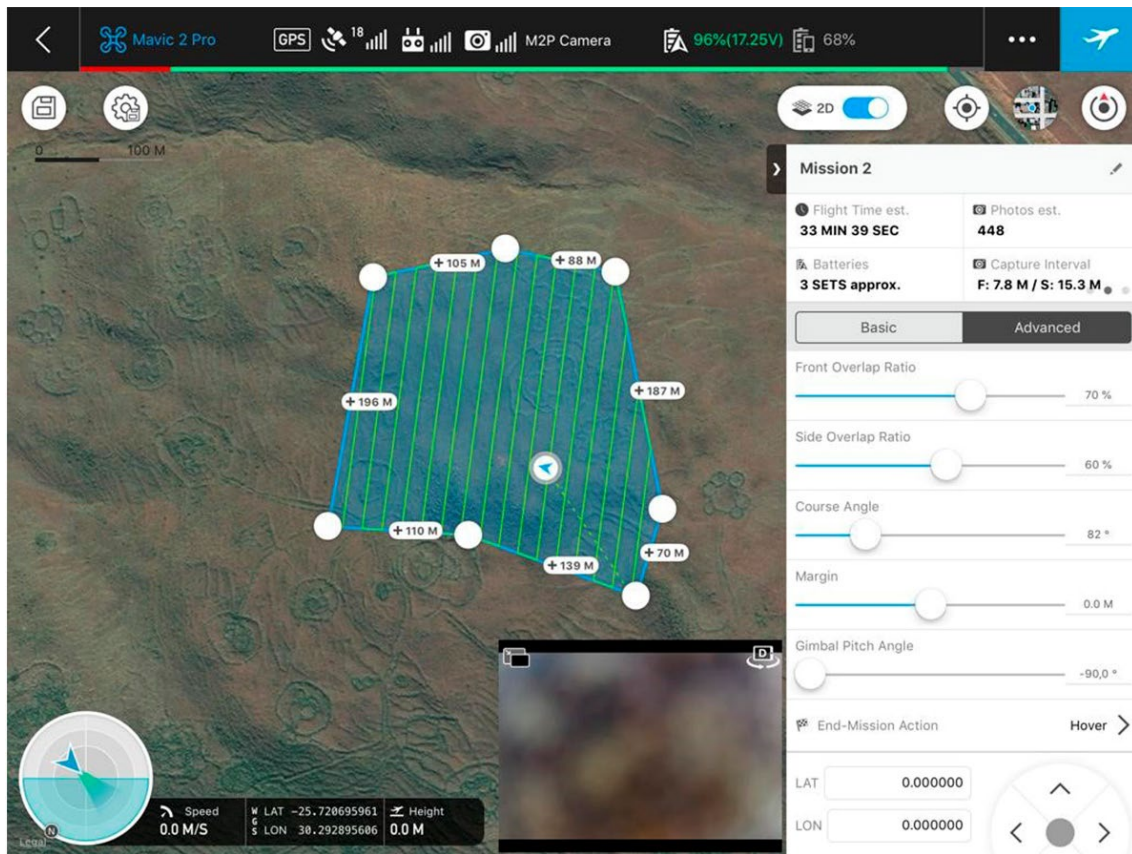 Mavic 2 Pro
GPS
18
M2P Camera
96%(17.25V)
68%
2D
0 100 M
Mission 2
Flight Time est.
33 MIN 39 SEC
Photos est.
448
Batteries
3 SETS approx.
Capture Interval
F: 7.8 M / S: 15.3 M
Basic
Advanced
Front Overlap Ratio
70 %
Side Overlap Ratio
60 %
Course Angle
82 °
Margin
0.0 M
Gimbal Pitch Angle
-90,0 °
End-Mission Action
Hover
LAT 0.000000
LON 0.000000
+ 105 M
+ 88 M
+ 196 M
+ 187 M
+ 110 M
+ 139 M
+ 70 M
D
N
Legal
Speed
0.0 M/S
WGS
LAT -25.720695961
LON 30.292895606
Height
0.0 M